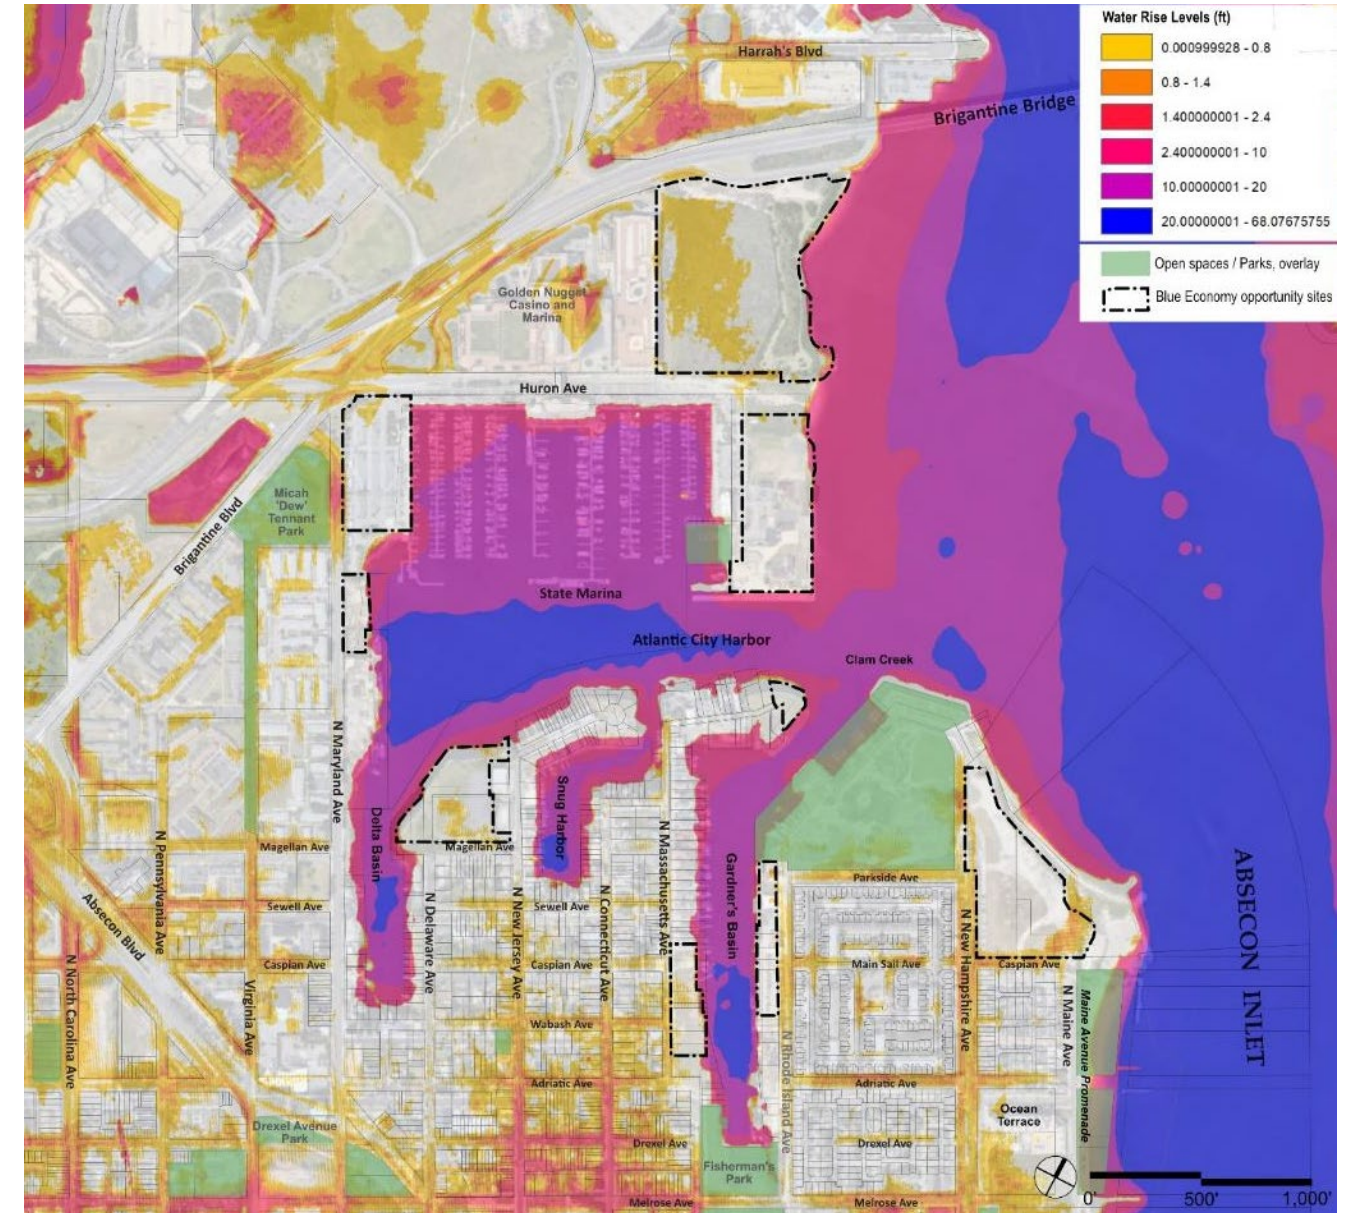 Water Rise Levels (ft)
0.000999928 - 0.8
0.8 - 1.4
1.400000001 - 2.4
2.400000001 - 10
10.00000001 - 20
20.00000001 - 68.07675755
Open spaces / Parks, overlay
Blue Economy opportunity sites
Harrah's Blvd
Brigantine Bridge
Golden Nugget
Casino and
Marina
Huron Ave
Micah
'Dew'
Tennant
Park
Brigantine Blvd
State Marina
Atlantic City Harbor
Clam Creek
N Maryland Ave
Delta Basin
Snug Harbor
N Massachusetts Ave
Gardner's Basin
N Pennsylvania Ave
Magellan Ave
Magellan Ave
Parkside Ave
ABSECON INLET
Absecon Blvd
Sewell Ave
Sewell Ave
N Delaware Ave
N New Jersey Ave
N Connecticut Ave
N New Hampshire Ave
Caspian Ave
Caspian Ave
Main Sail Ave
Caspian Ave
N North Carolina Ave
Virginia Ave
N Maine Ave
Maine Avenue Promenade
Wabash Ave
N Rhode Island Ave
Adriatic Ave
Adriatic Ave
Drexel Avenue
Park
Drexel Ave
Drexel Ave
Ocean
Terrace
Fisherman's
Park
Melrose Ave
Melrose Ave
0'
500'
1,000'